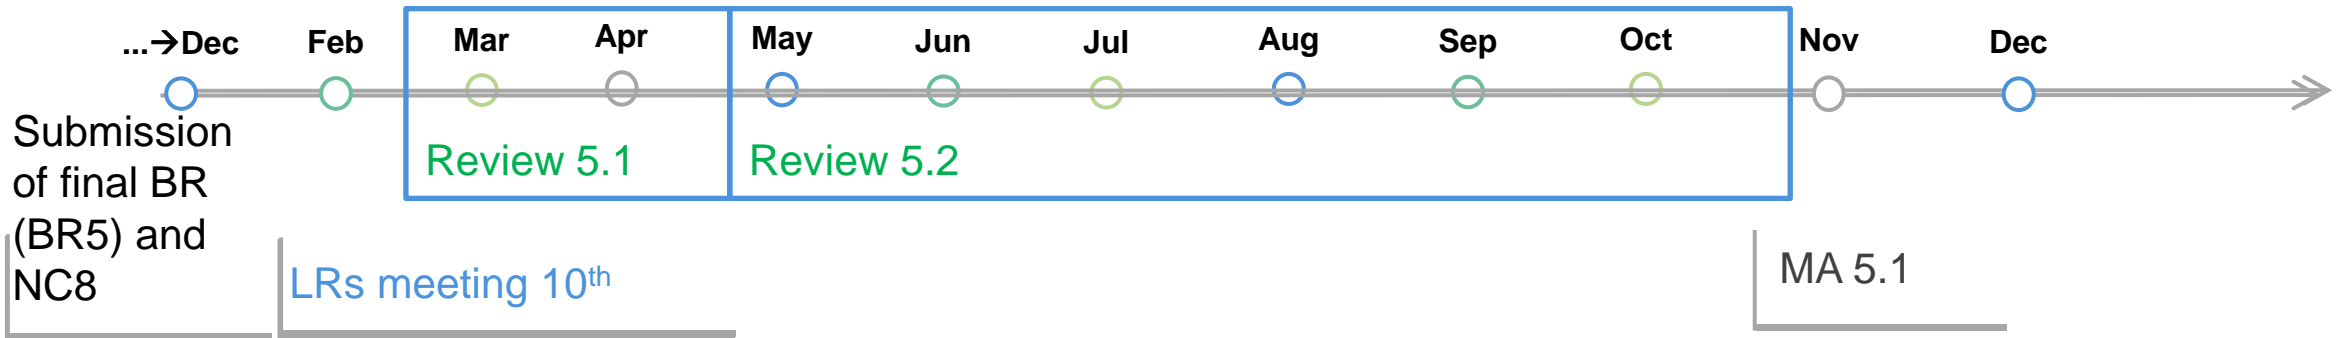 ...→Dec Feb Mar Apr May Jun Jul Aug Sep Oct Nov Dec
Submission
of final BR
(BR5) and
NC8
Review 5.1
Review 5.2
LRs meeting 10th
MA 5.1